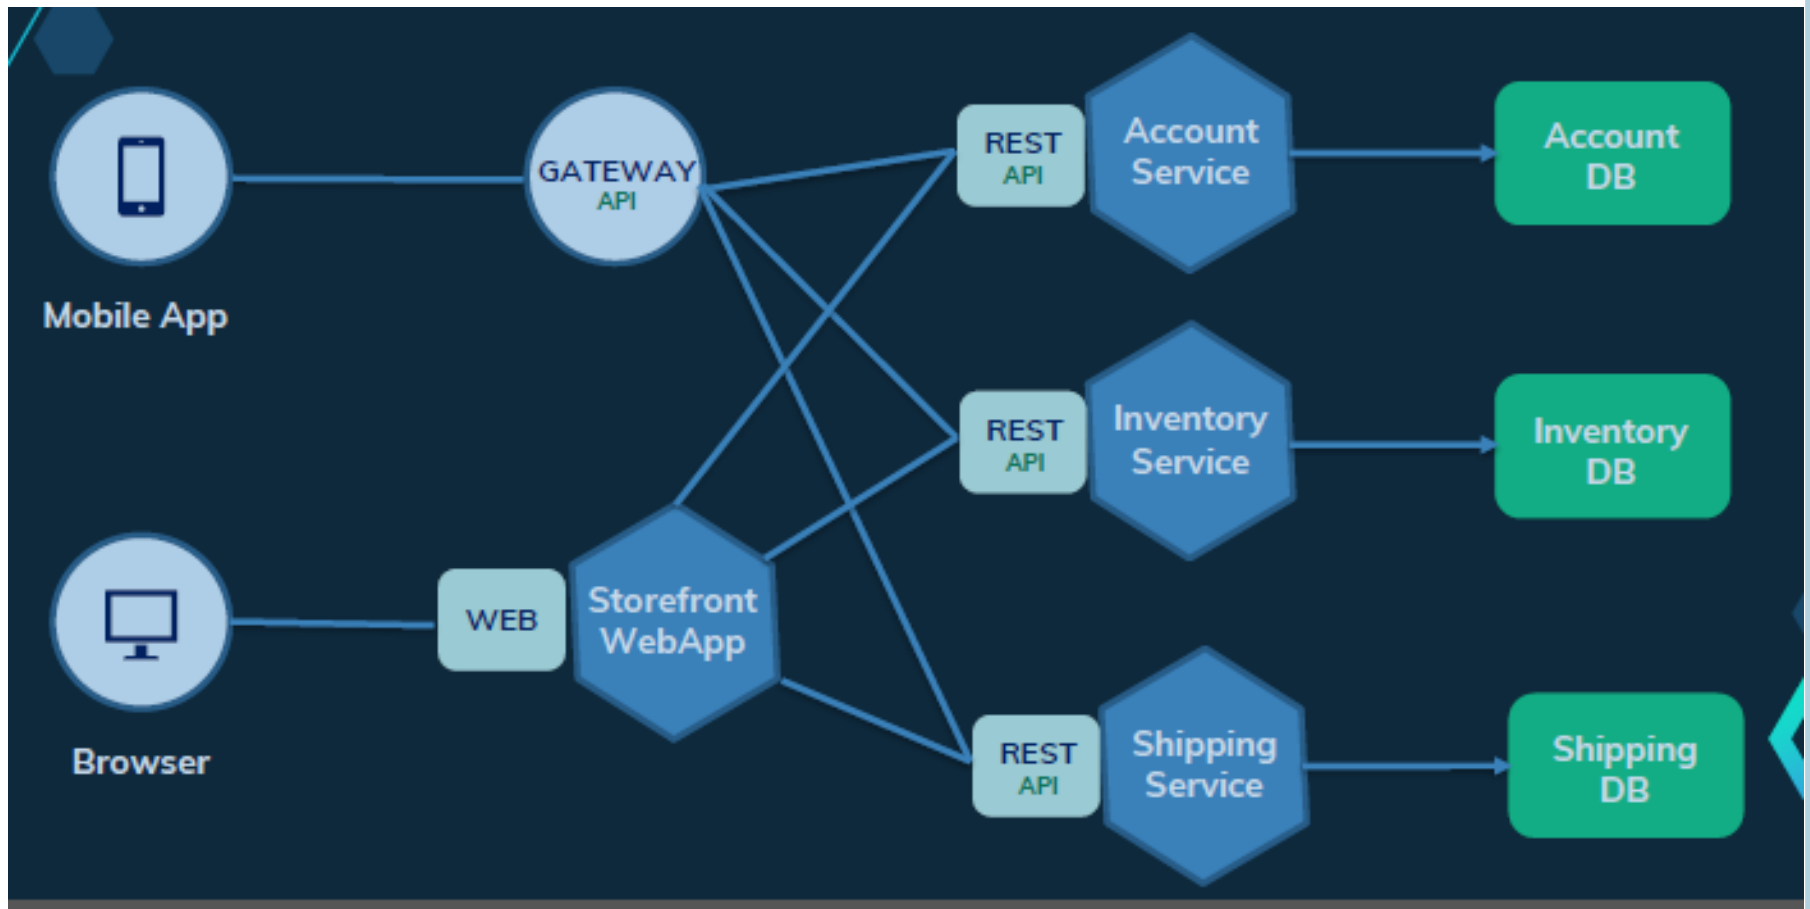 GATEWAY
API
Mobile App
REST
API
Account
Service
Account
DB
REST
API
Inventory
Service
Inventory
DB
WEB
Storefront
WebApp
Browser
REST
API
Shipping
Service
Shipping
DB